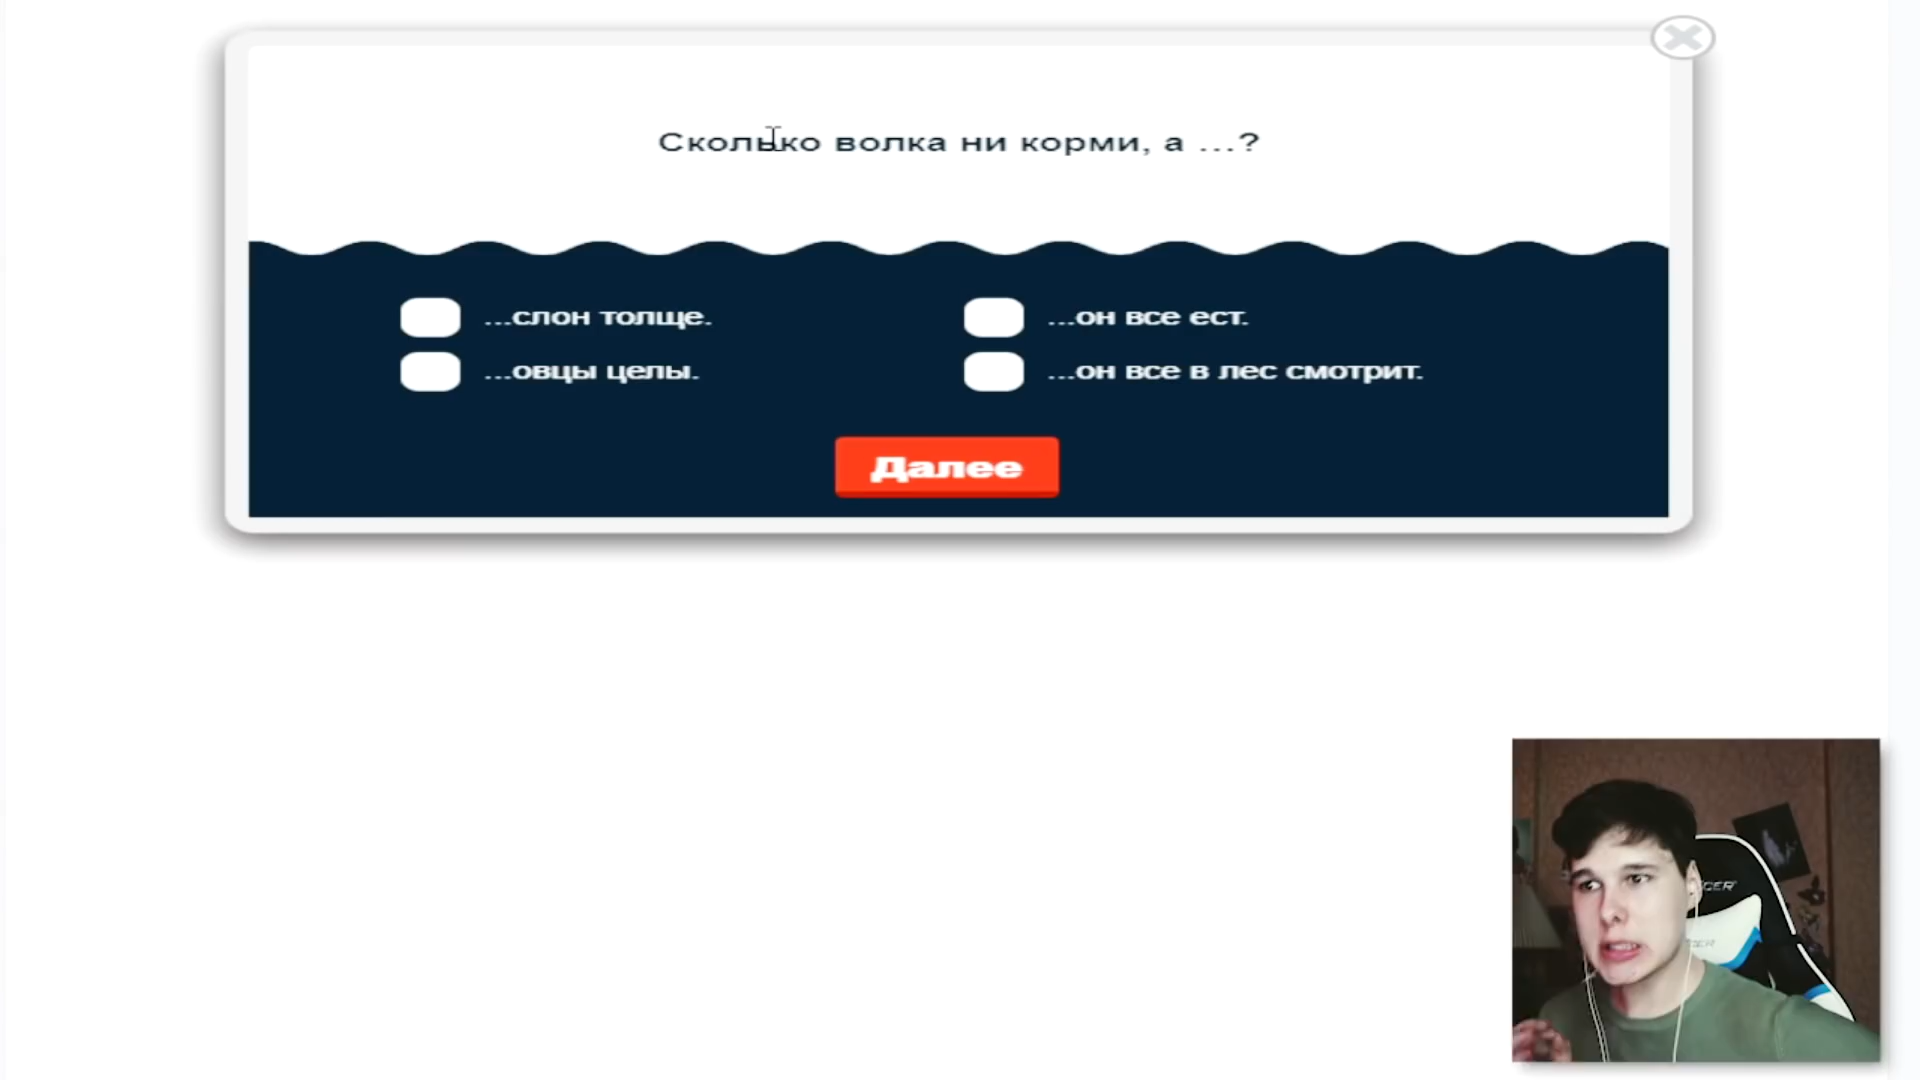 Сколько волка ни корми, а ...?
...слон толще.
...он все ест.
...овцы целы.
...он все в лес смотрит.
Далее